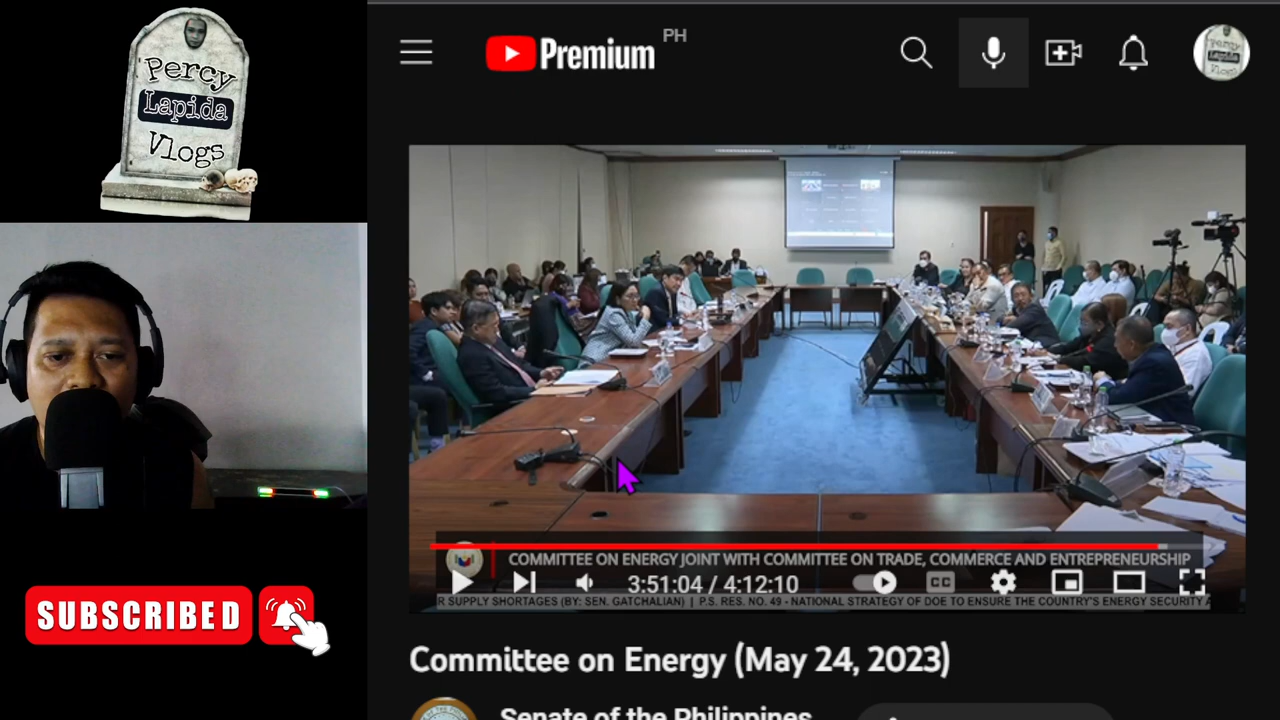 Percy
Lapida
Vlogs
SUBSCRIBED
Premium PH
COMMITTEE ON ENERGY JOINT WITH COMMITTEE ON TRADE, COMMERCE AND ENTREPRENEURSHIP
3:51:04 / 4:12:10
CC
R SUPPLY SHORTAGES (BY: SEN. GATCHALIAN) | P.S. RES. NO. 49 - NATIONAL STRATEGY OF DOE TO ENSURE THE COUNTRY'S ENERGY SECURITY A
Committee on Energy (May 24, 2023)
Senate of the Philippines